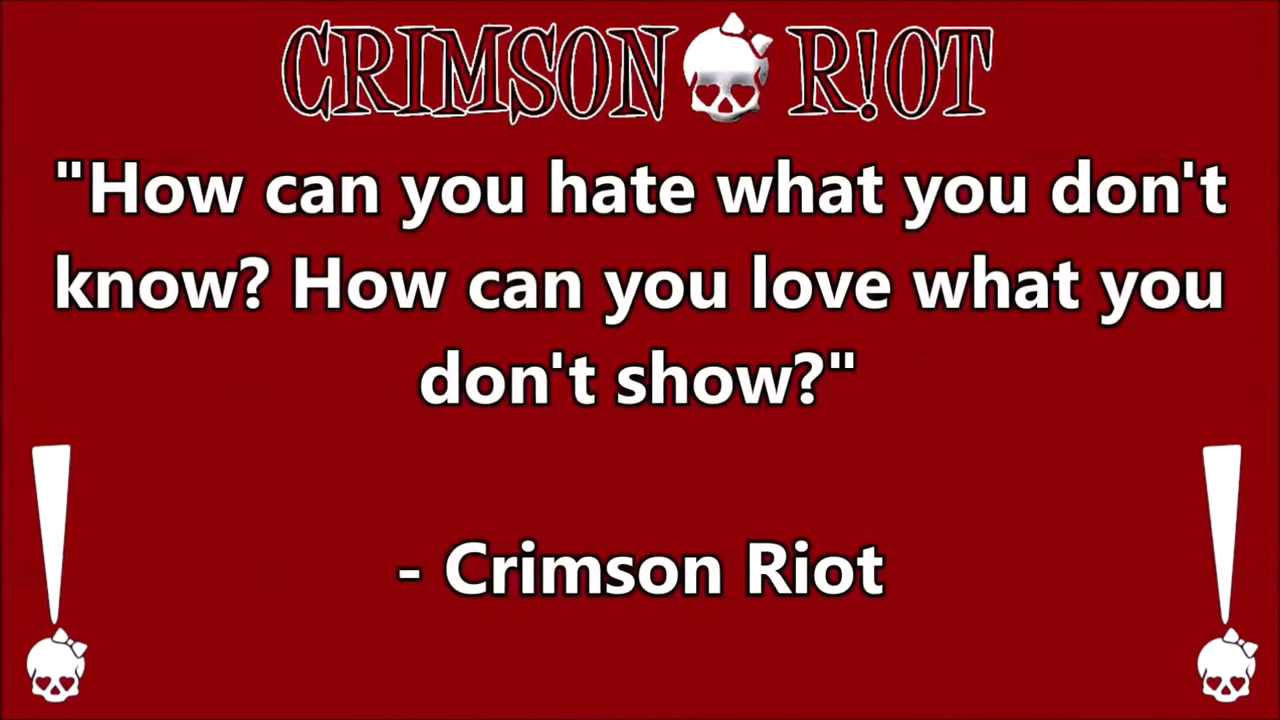 CRIMSON R!OT
"How can you hate what you don't
know? How can you love what you
don't show?"
- Crimson Riot